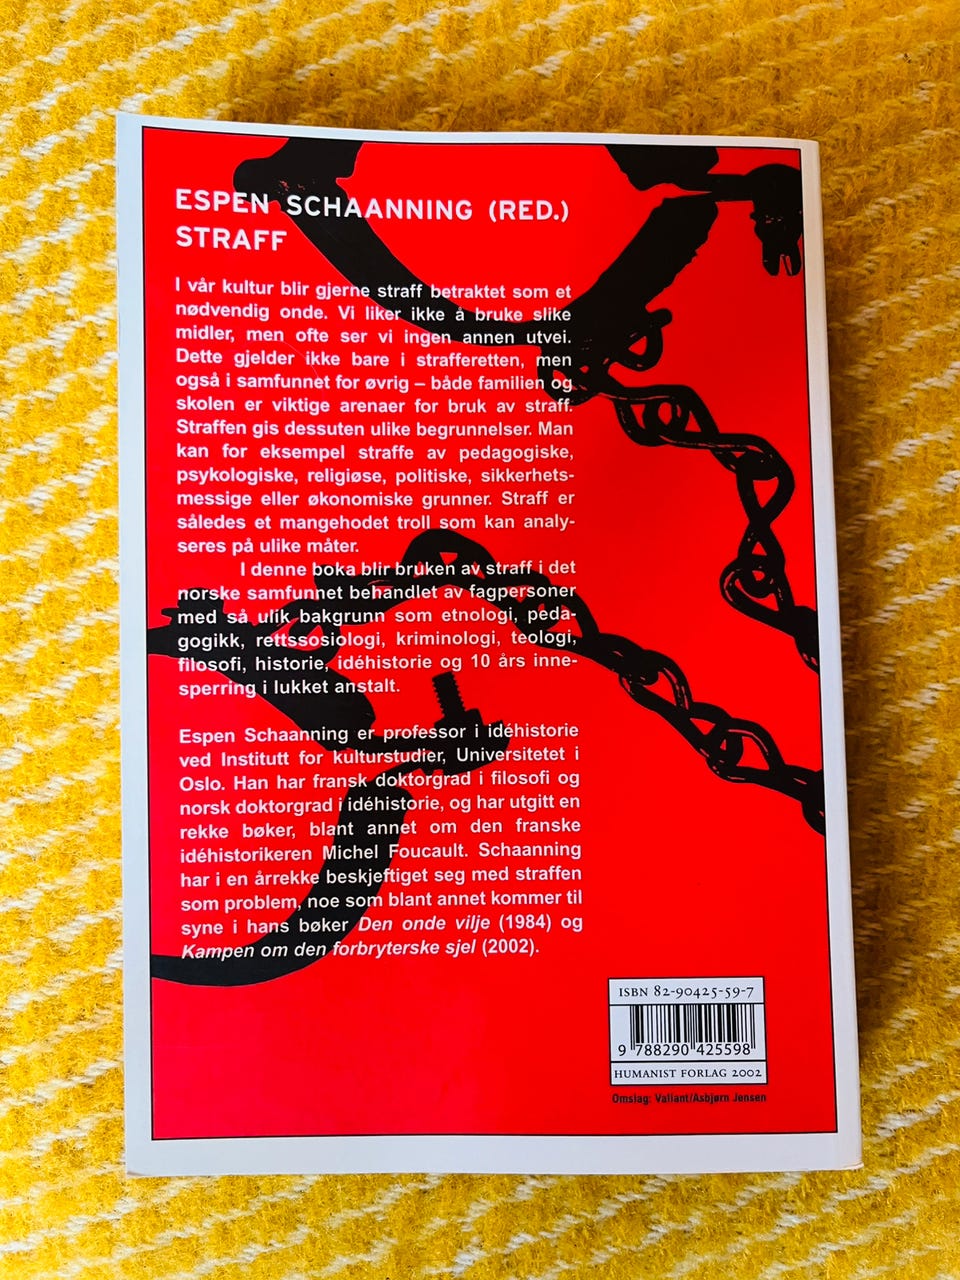 ESPEN SCHAANNING (RED.)
STRAFF
I vår kultur blir gjerne straff betraktet som et
nødvendig onde. Vi liker ikke å bruke slike
midler, men ofte ser vi ingen annen utvei.
Dette gjelder ikke bare i strafferetten, men
også i samfunnet for øvrig – både familien og
skolen er viktige arenaer for bruk av straff.
Straffen gis dessuten ulike begrunnelser. Man
kan for eksempel straffe av pedagogiske,
psykologiske, religiøse, politiske, sikkerhets-
messige eller økonomiske grunner. Straff er
således et mangehodet troll som kan analy-
seres på ulike måter.
I denne boka blir bruken av straff i det
norske samfunnet behandlet av fagpersoner
med så ulik bakgrunn som etnologi, peda-
gogikk, rettssosiologi, kriminologi, teologi,
filosofi, historie, idéhistorie og 10 års inne-
sperring i lukket anstalt.
Espen Schaanning er professor i idéhistorie
ved Institutt for kulturstudier, Universitetet i
Oslo. Han har fransk doktorgrad i filosofi og
norsk doktorgrad i idéhistorie, og har utgitt en
rekke bøker, blant annet om den franske
idéhistorikeren Michel Foucault. Schaanning
har i en årrekke beskjeftiget seg med straffen
som problem, noe som blant annet kommer til
syne i hans bøker Den onde vilje (1984) og
Kampen om den forbryterske sjel (2002).
ISBN 82-90425-59-7
9 788290 425598
HUMANIST FORLAG 2002
Omslag: Valiant/Asbjørn Jensen